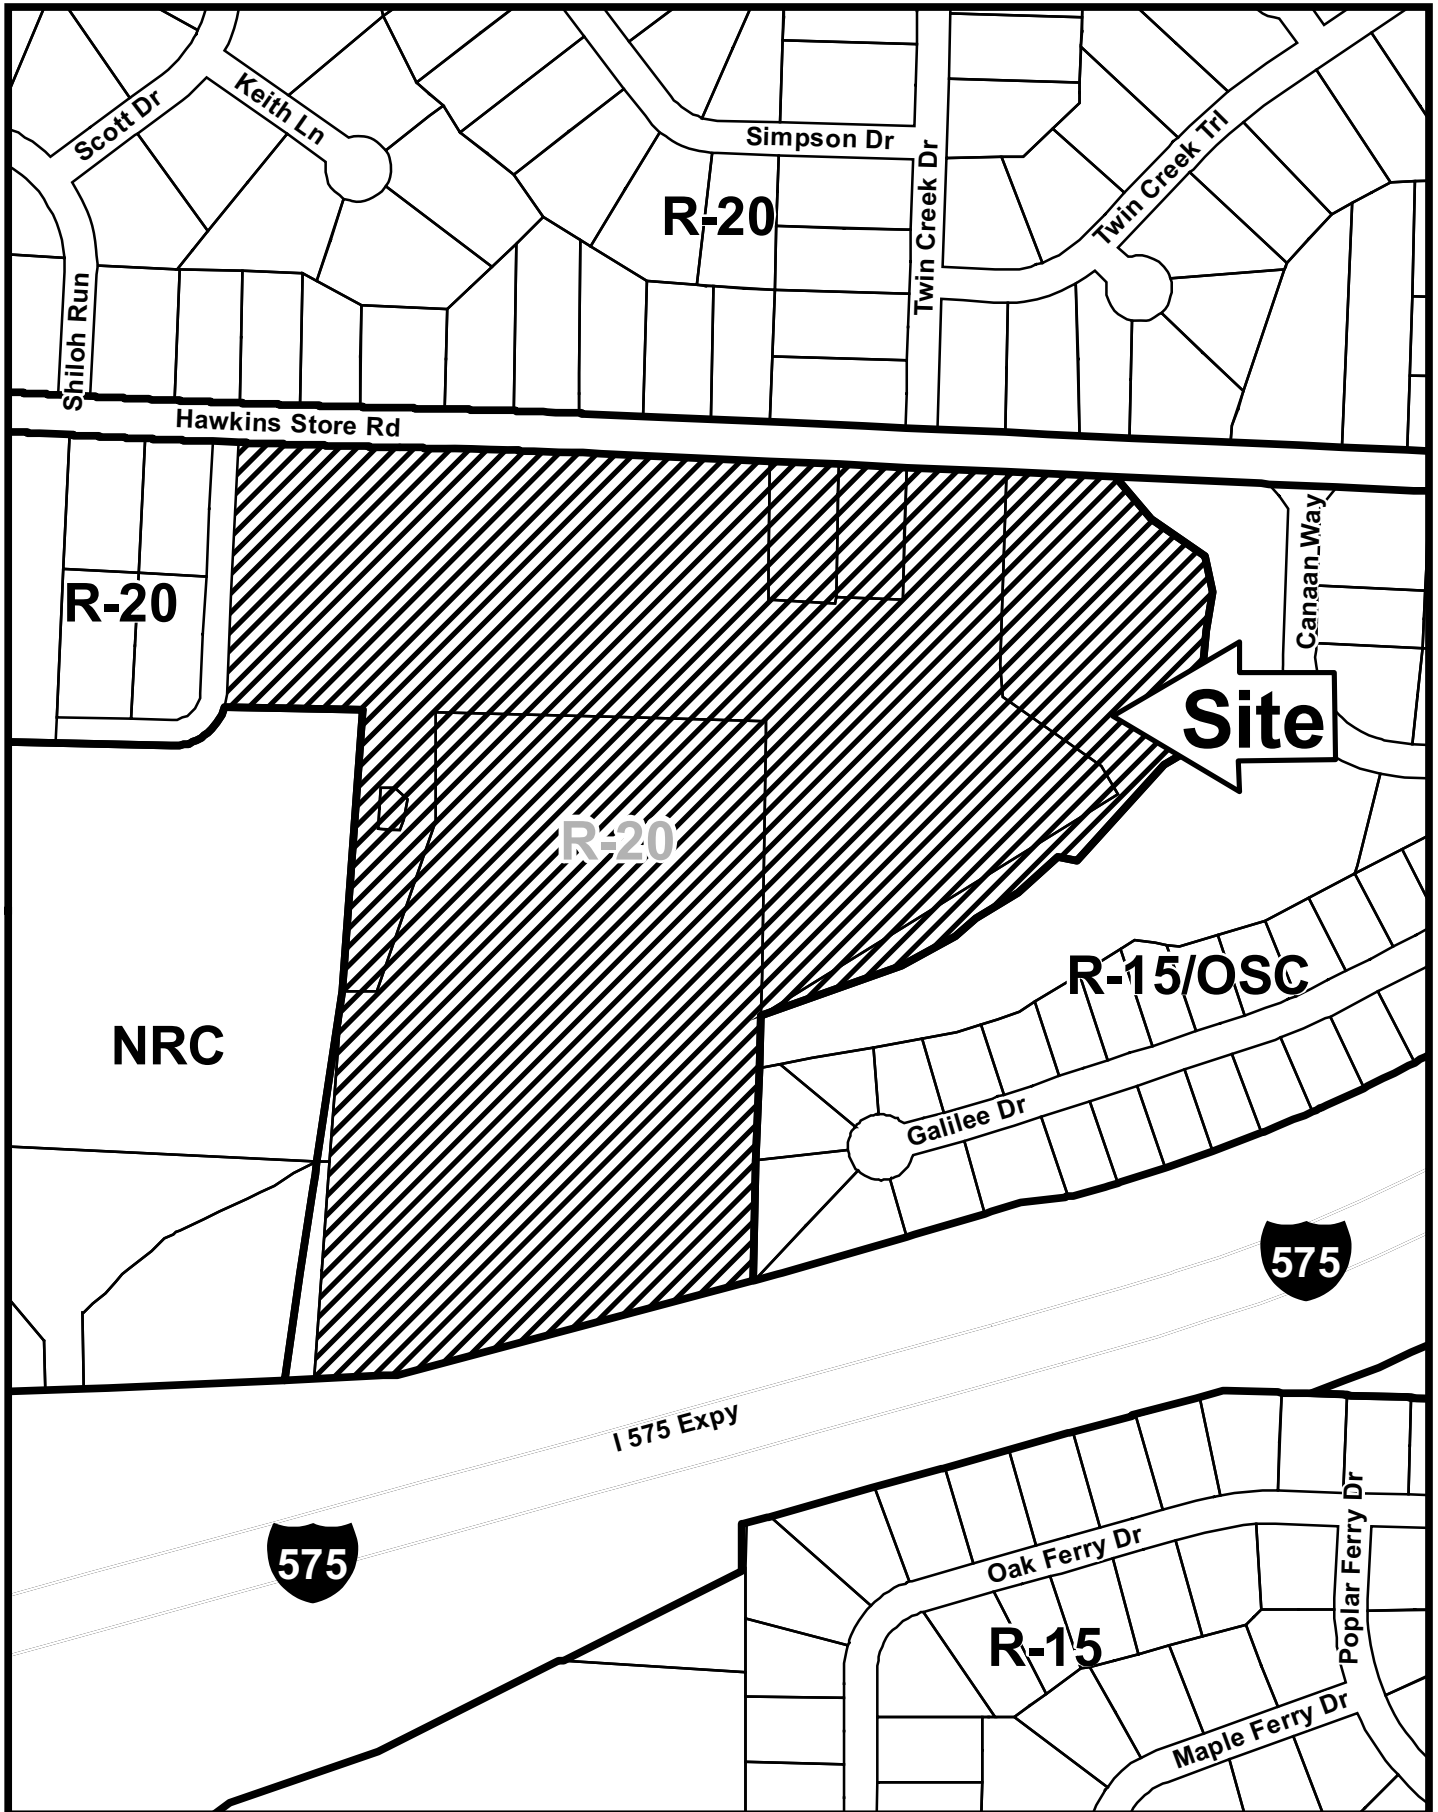 Scott Dr
Keith Ln
Simpson Dr
Twin Creek Dr
Twin Creek Trl
R-20
Shiloh Run
Hawkins Store Rd
Canaan Way
R-20
Site
R-20
R-15/OSC
NRC
Galilee Dr
575
I 575 Expy
575
Oak Ferry Dr
Poplar Ferry Dr
R-15
Maple Ferry Dr